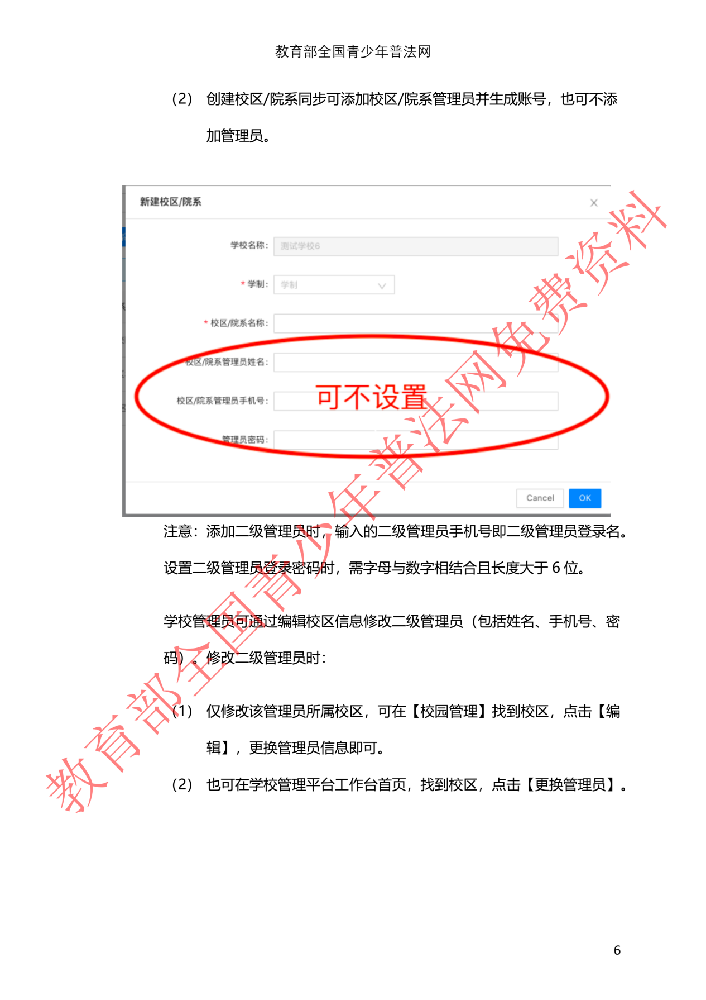 教育部全国青少年普法网
（2） 创建校区/院系同步可添加校区/院系管理员并生成账号，也可不添
加管理员。
新建校区/院系
学校名称：
测试学校6
* 学制：
学制
* 校区/院系名称：
校区/院系管理员姓名：
校区/院系管理员手机号：
可不设置
管理员密码：
Cancel
OK
注意：添加二级管理员时，输入的二级管理员手机号即二级管理员登录名。
设置二级管理员登录密码时，需字母与数字相结合且长度大于 6 位。
学校管理员可通过编辑校区信息修改二级管理员（包括姓名、手机号、密
码）。修改二级管理员时：
（1） 仅修改该管理员所属校区，可在【校园管理】找到校区，点击【编
辑】，更换管理员信息即可。
（2） 也可在学校管理平台工作台首页，找到校区，点击【更换管理员】。
教育部全国青少年普法网免费资料
6